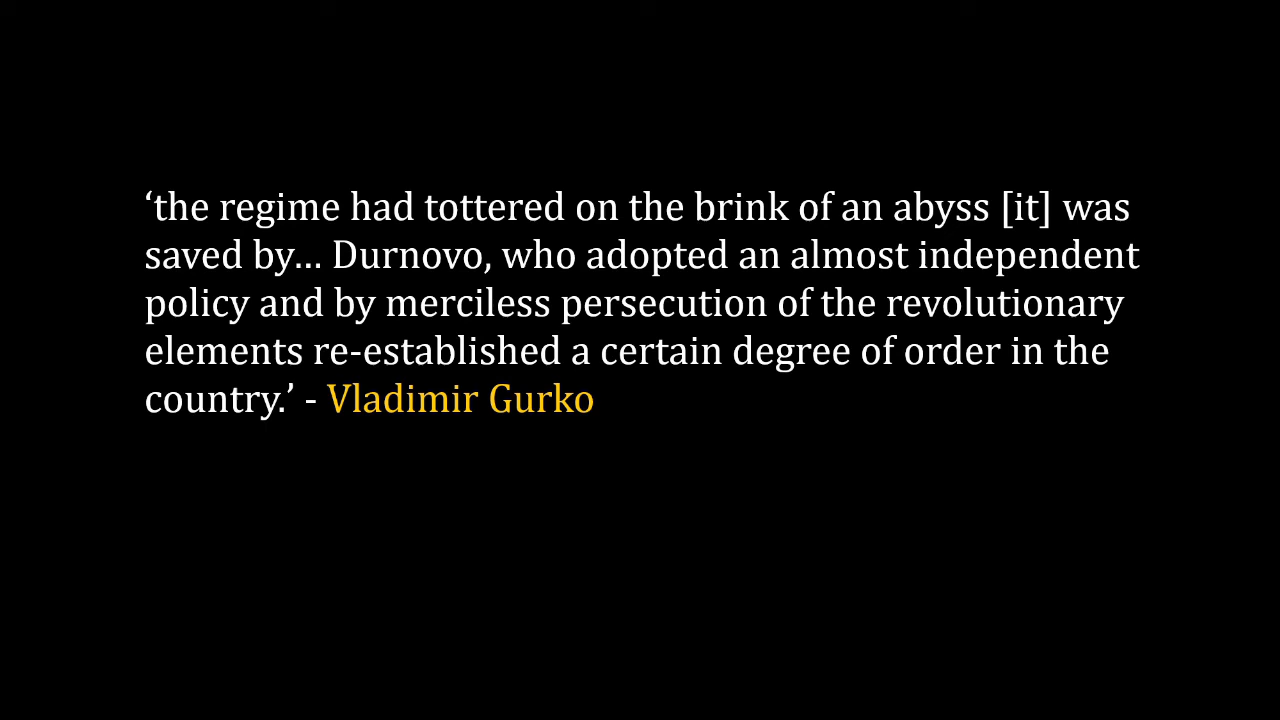 ‘the regime had tottered on the brink of an abyss [it] was
saved by… Durnovo, who adopted an almost independent
policy and by merciless persecution of the revolutionary
elements re-established a certain degree of order in the
country.’ - Vladimir Gurko